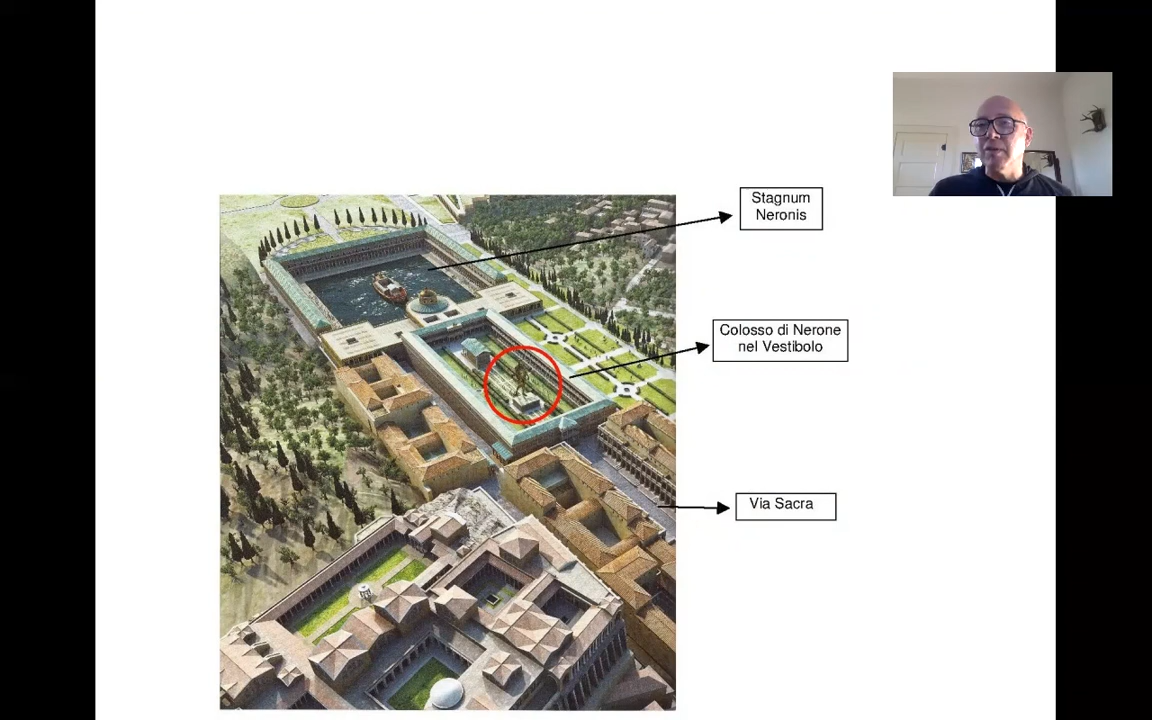 Stagnum
Neronis
Colosso di Nerone
nel Vestibolo
Via Sacra